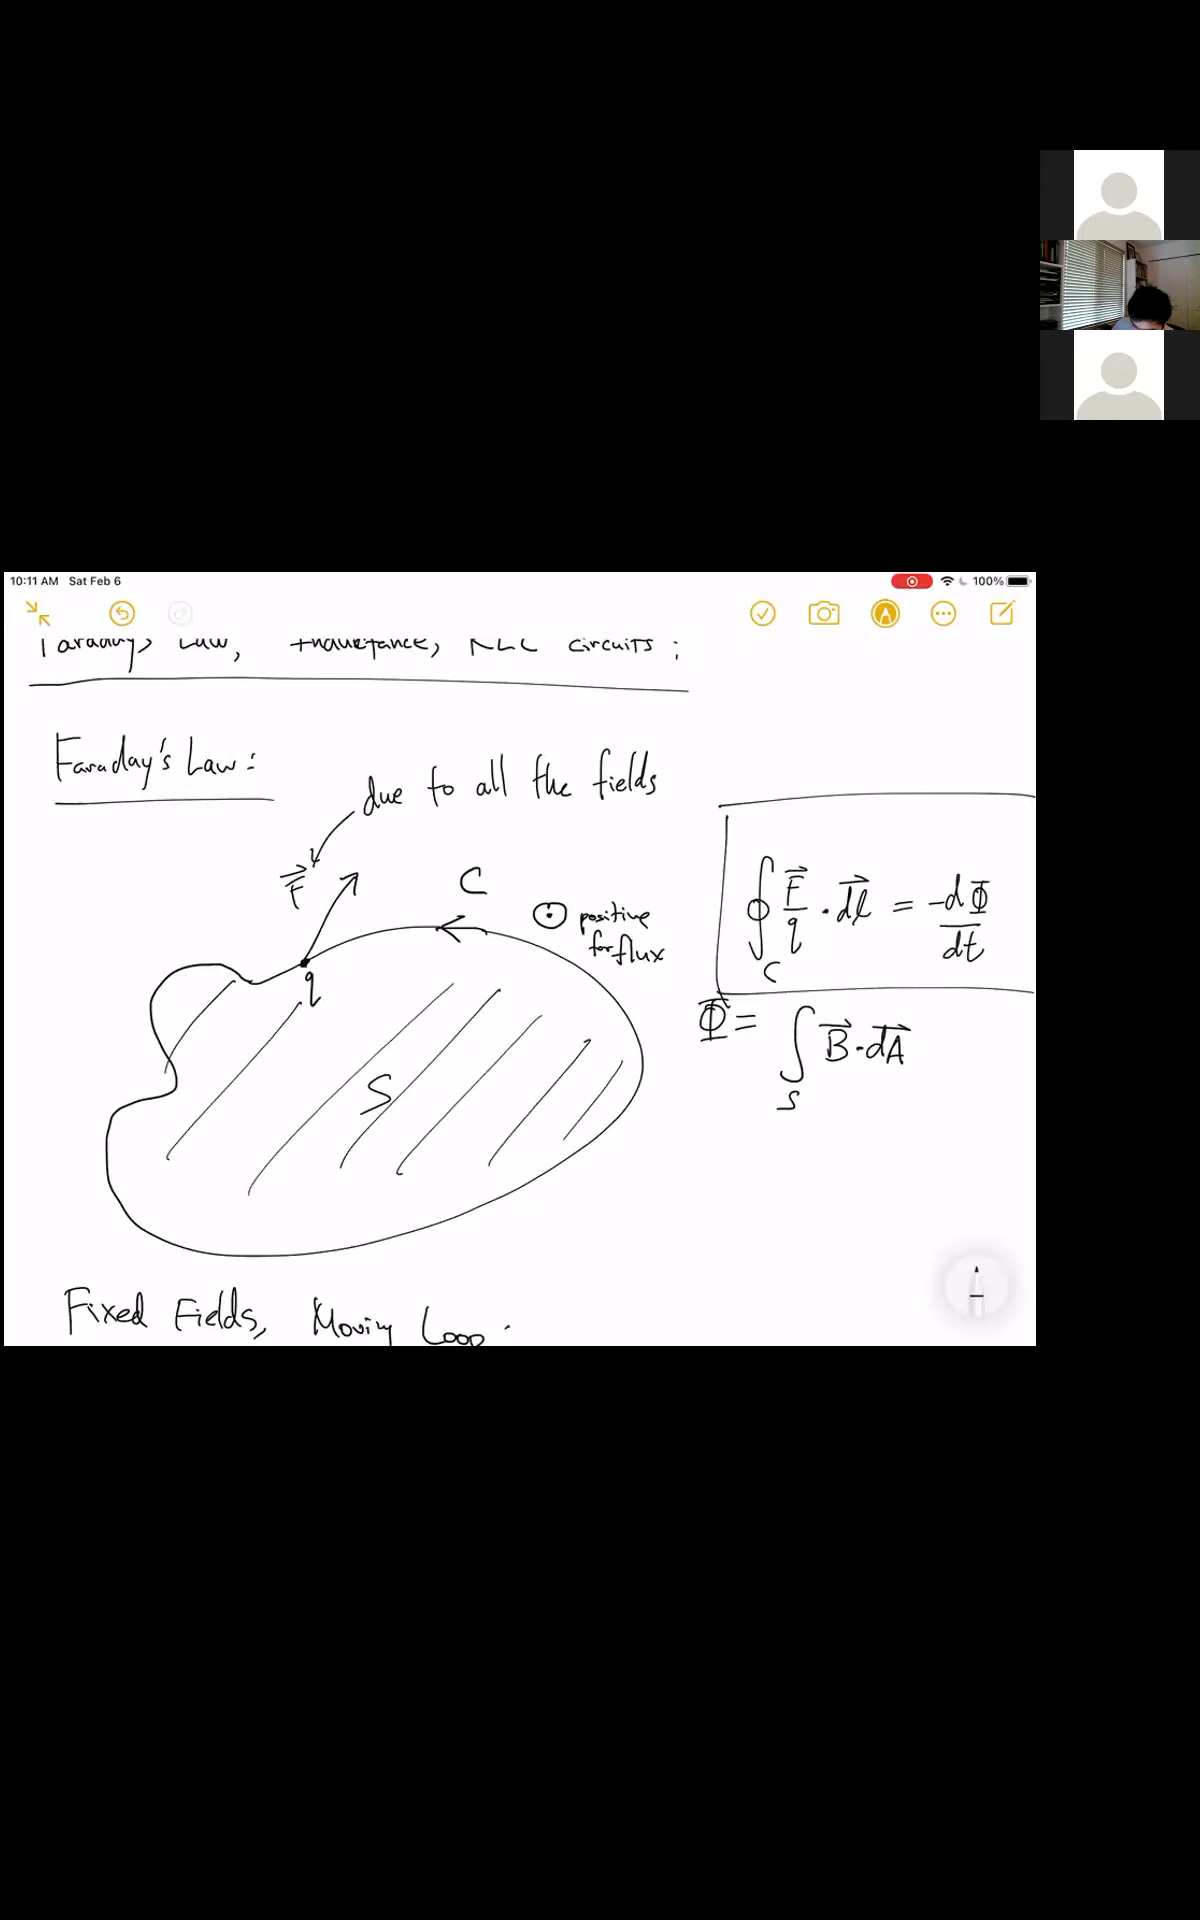 10:11 AM Sat Feb 6
100%
Faraday's Law, Inductance, RLC circuits :
Faraday's Law :
due to all the fields
F⃗
C
⊙ positive
for flux
q
S
∮_C F⃗/q · dl⃗ = -dΦ/dt
Φ = ∫_S B⃗ · dA⃗
Fixed Fields, Moving Loop :